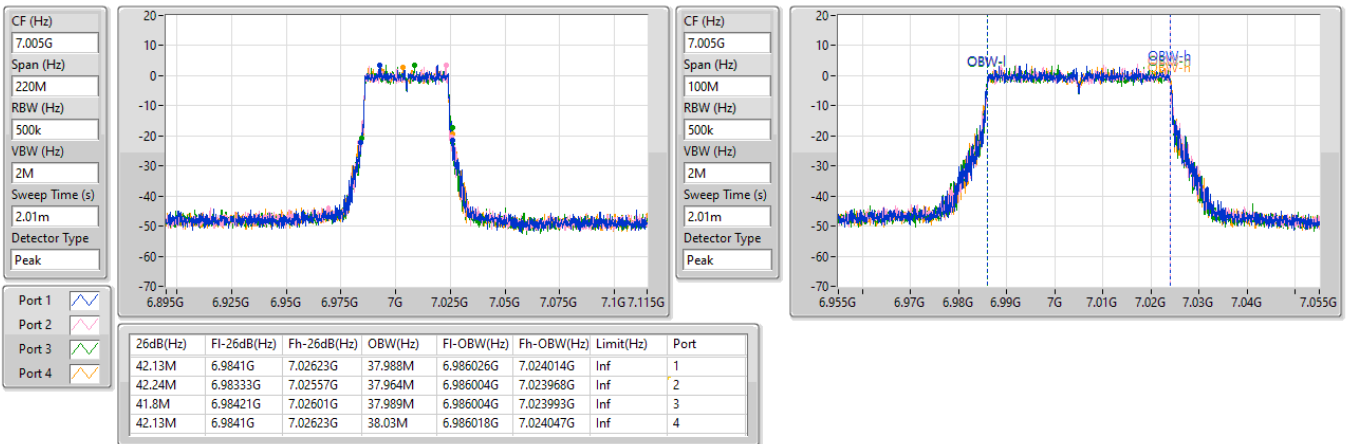 CF (Hz)
7.005G
Span (Hz)
220M
RBW (Hz)
500k
VBW (Hz)
2M
Sweep Time (s)
2.01m
Detector Type
Peak
20-
10-
0-
-10-
-20-
-30-
-40-
-50-
-60-
-70-
6.895G 6.925G 6.95G 6.975G 7G 7.025G 7.05G 7.075G 7.1G 7.115G
CF (Hz)
7.005G
Span (Hz)
100M
RBW (Hz)
500k
VBW (Hz)
2M
Sweep Time (s)
2.01m
Detector Type
Peak
20-
10-
0-
-10-
-20-
-30-
-40-
-50-
-60-
-70-
OBW-l
OBW-h
6.955G 6.97G 6.98G 6.99G 7G 7.01G 7.02G 7.03G 7.04G 7.055G
Port 1
Port 2
Port 3
Port 4
26dB(Hz) Fl-26dB(Hz) Fh-26dB(Hz) OBW(Hz) Fl-OBW(Hz) Fh-OBW(Hz) Limit(Hz) Port
42.13M 6.9841G 7.02623G 37.988M 6.986026G 7.024014G Inf 1
42.24M 6.98333G 7.02557G 37.964M 6.986004G 7.023968G Inf 2
41.8M 6.98421G 7.02601G 37.989M 6.986004G 7.023993G Inf 3
42.13M 6.9841G 7.02623G 38.03M 6.986018G 7.024047G Inf 4